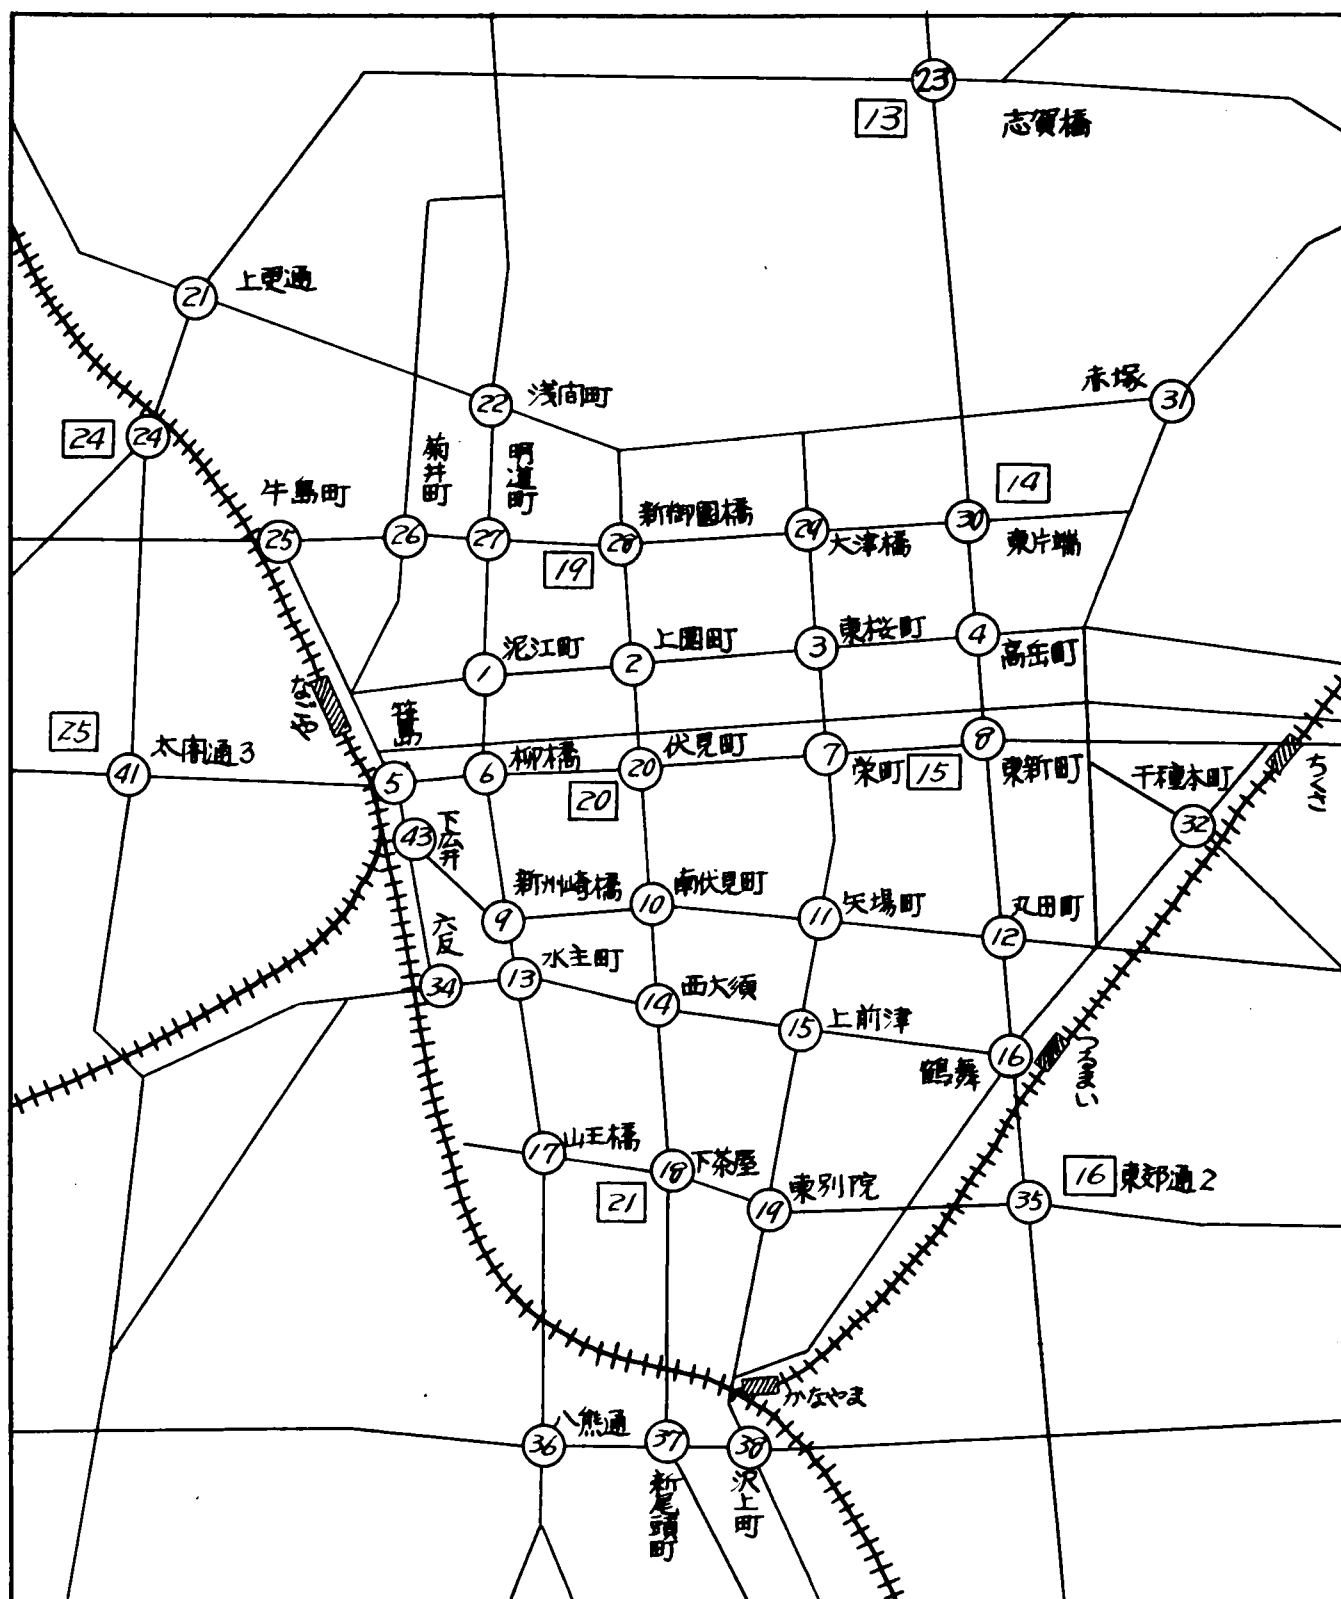 23
13
志賀橋
21
上更通
赤塚
31
22
浅間町
24
24
菊井町
明道町
牛島町
14
新御園橋
25
26
27
28
29
30
大津橋
東片端
19
泥江町
上園町
東桜町
4
高岳町
1
2
3
なごや
笹島
25
太閤通3
41
柳橋
伏見町
8
5
6
20
7
栄町
15
東新町
千種本町
ちくさ
20
43
下広井
32
新州崎橋
南伏見町
矢場町
丸田町
9
10
11
12
六反
34
水主町
13
西大須
14
15
上前津
鶴舞
16
つるまい
17
山王橋
18
下茶屋
東別院
16
東郊通2
21
19
35
かなやま
八熊通
36
37
38
新尾頭町
沢上町